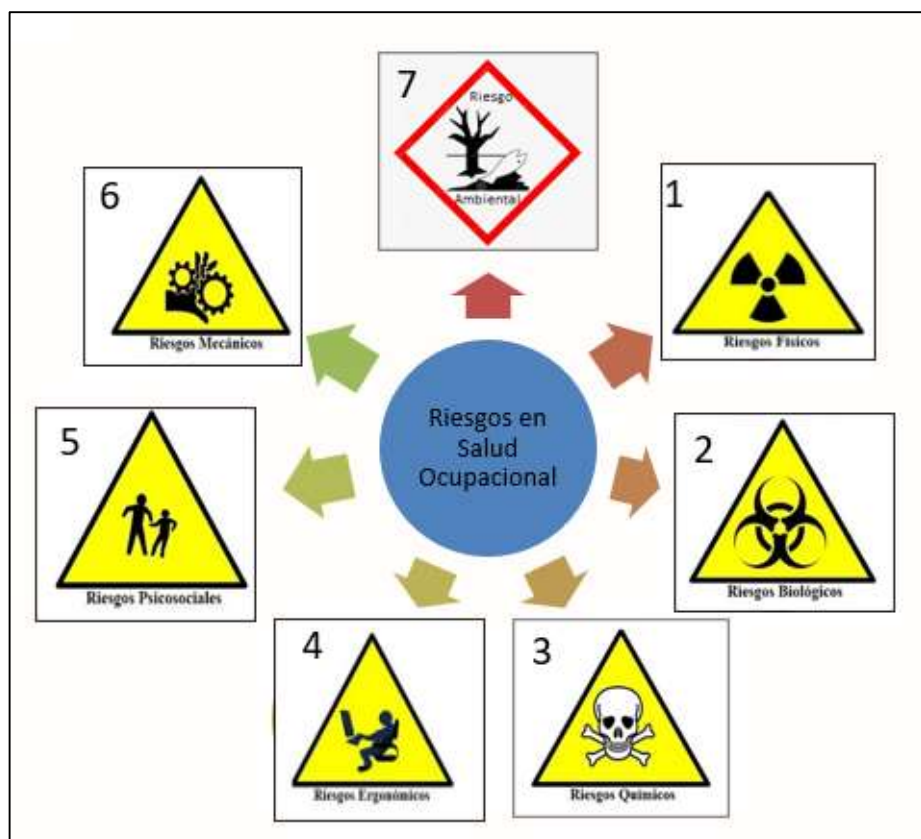 7
Riesgo
Ambiental
6
Riesgos Mecánicos
1
Riesgos Físicos
Riesgos en
Salud
Ocupacional
5
Riesgos Psicosociales
2
Riesgos Biológicos
4
Riesgos Ergonómicos
3
Riesgos Químicos